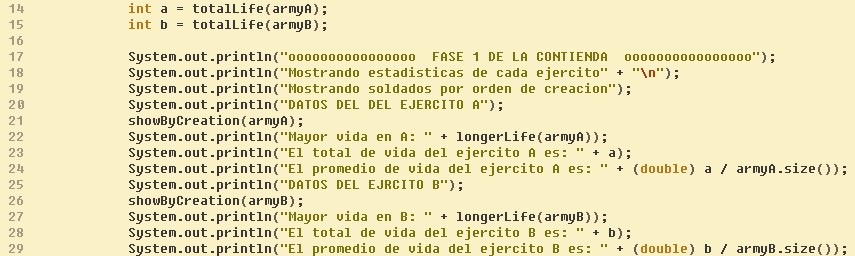 14 int a = totalLife(armyA);
15 int b = totalLife(armyB);
16
17 System.out.println("oooooooooooooooo  FASE 1 DE LA CONTIENDA  oooooooooooooooo");
18 System.out.println("Mostrando estadisticas de cada ejercito" + "\n");
19 System.out.println("Mostrando soldados por orden de creacion");
20 System.out.println("DATOS DEL DEL EJERCITO A");
21 showByCreation(armyA);
22 System.out.println("Mayor vida en A: " + longerLife(armyA));
23 System.out.println("El total de vida del ejercito A es: " + a);
24 System.out.println("El promedio de vida del ejercito A es: " + (double) a / armyA.size());
25 System.out.println("DATOS DEL EJRCITO B");
26 showByCreation(armyB);
27 System.out.println("Mayor vida en B: " + longerLife(armyB));
28 System.out.println("El total de vida del ejercito B es: " + b);
29 System.out.println("El promedio de vida del ejercito B es: " + (double) b / armyB.size());